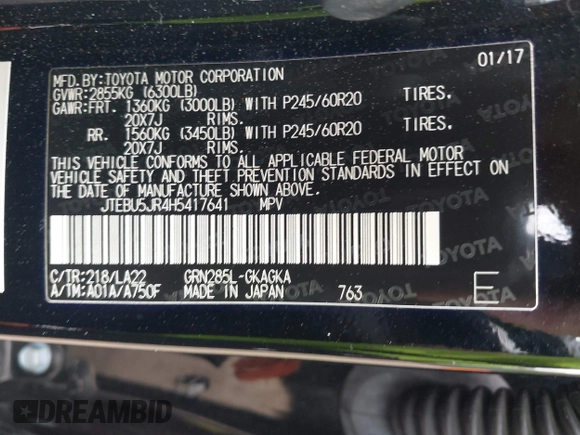 MFD.BY:TOYOTA MOTOR CORPORATION 01/17
GVWR:2855KG (6300LB)
GAWR:FRT. 1360KG (3000LB) WITH P245/60R20 TIRES.
20X7J RIMS.
RR. 1560KG (3450LB) WITH P245/60R20 TIRES.
20X7J RIMS.
THIS VEHICLE CONFORMS TO ALL APPLICABLE FEDERAL MOTOR
VEHICLE SAFETY AND THEFT PREVENTION STANDARDS IN EFFECT ON
THE DATE OF MANUFACTURE SHOWN ABOVE.
JTEBU5JR4H5417641 MPV
C/TR:218/LA22 GRN285L-GKAGKA
A/TM:A01A/A750F MADE IN JAPAN 763 E
DREAMBID